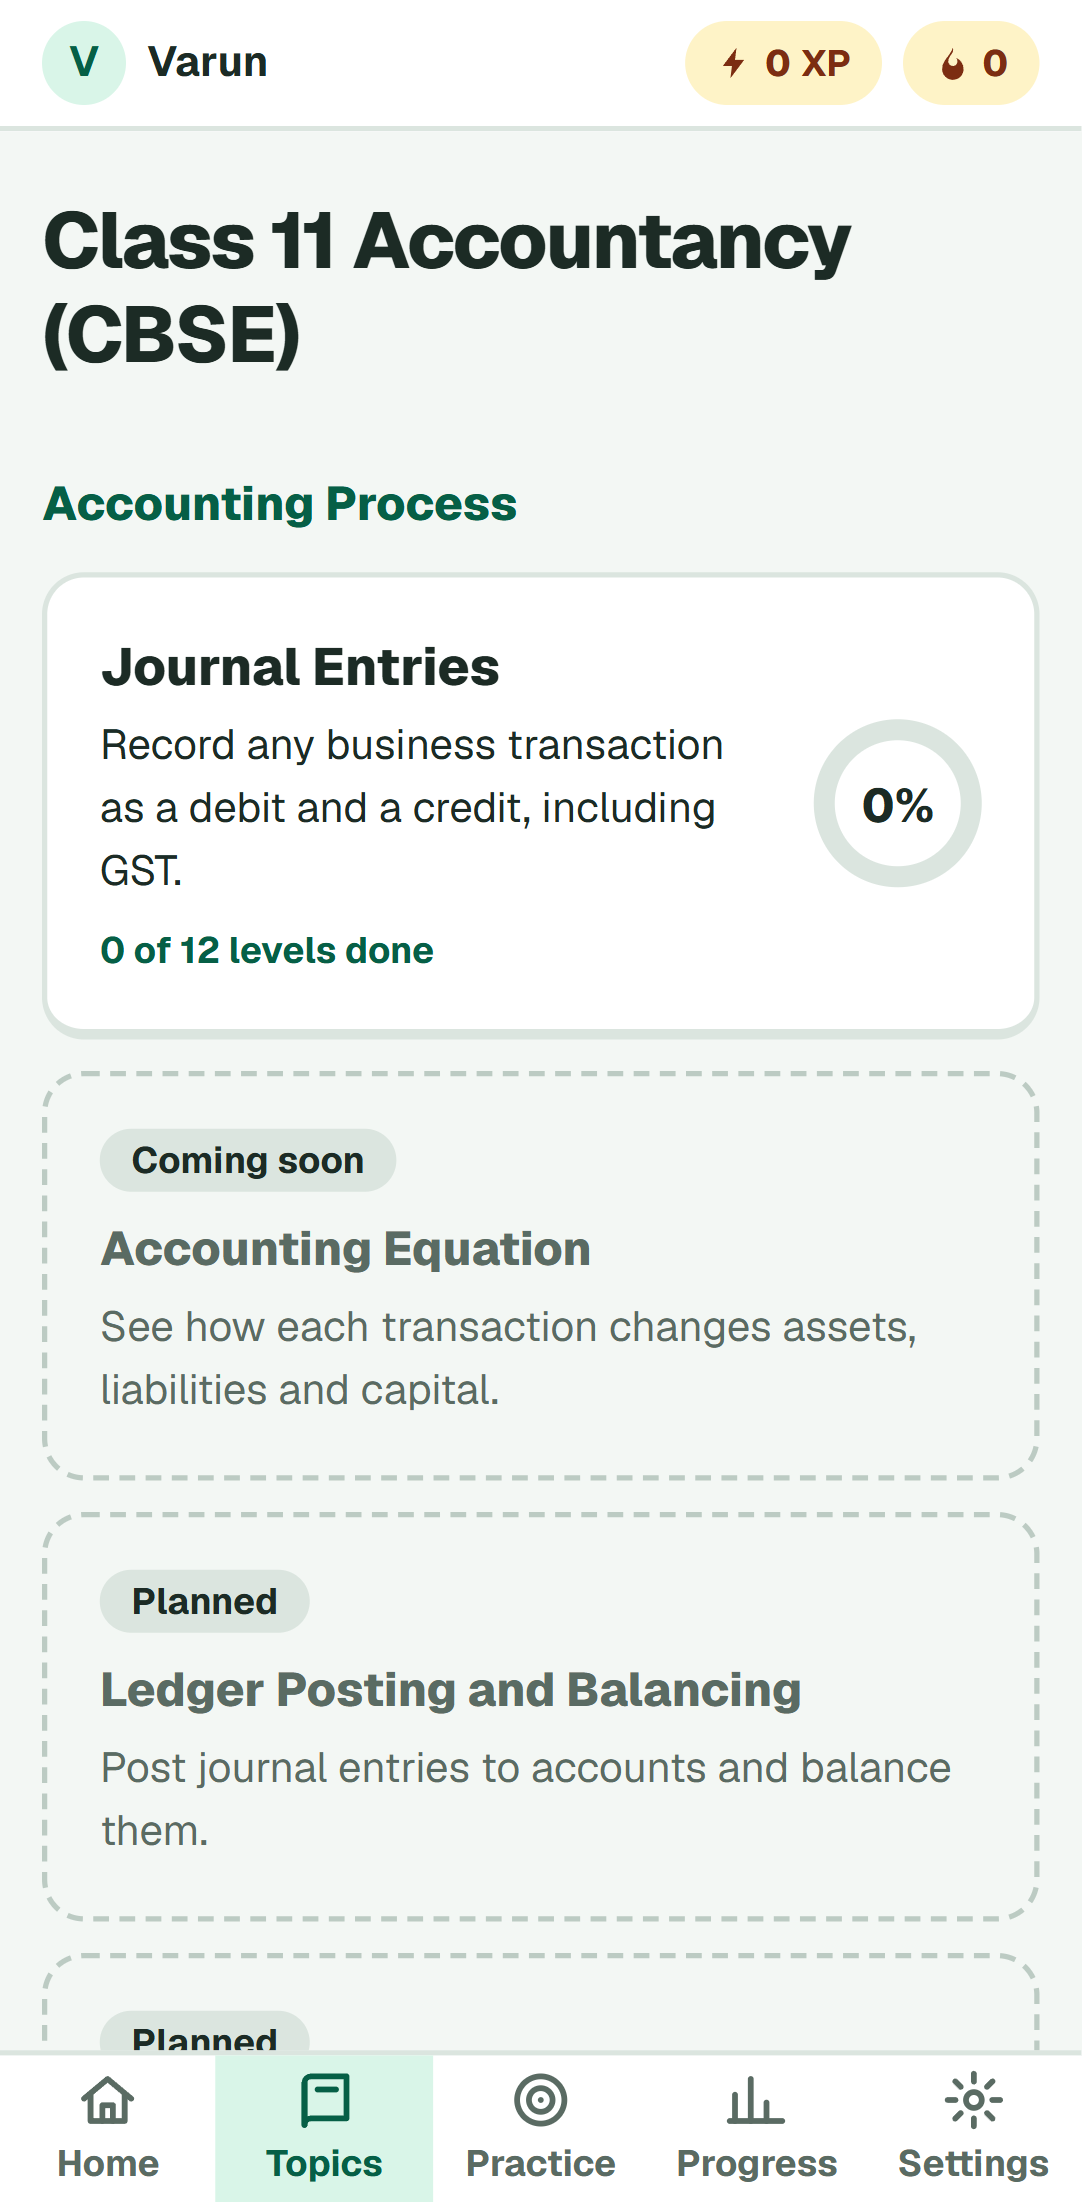 V Varun 0 XP 0
Class 11 Accountancy
(CBSE)
Accounting Process
Journal Entries
Record any business transaction
as a debit and a credit, including
GST.
0%
0 of 12 levels done
Coming soon
Accounting Equation
See how each transaction changes assets,
liabilities and capital.
Planned
Ledger Posting and Balancing
Post journal entries to accounts and balance
them.
Planned
Home Topics Practice Progress Settings